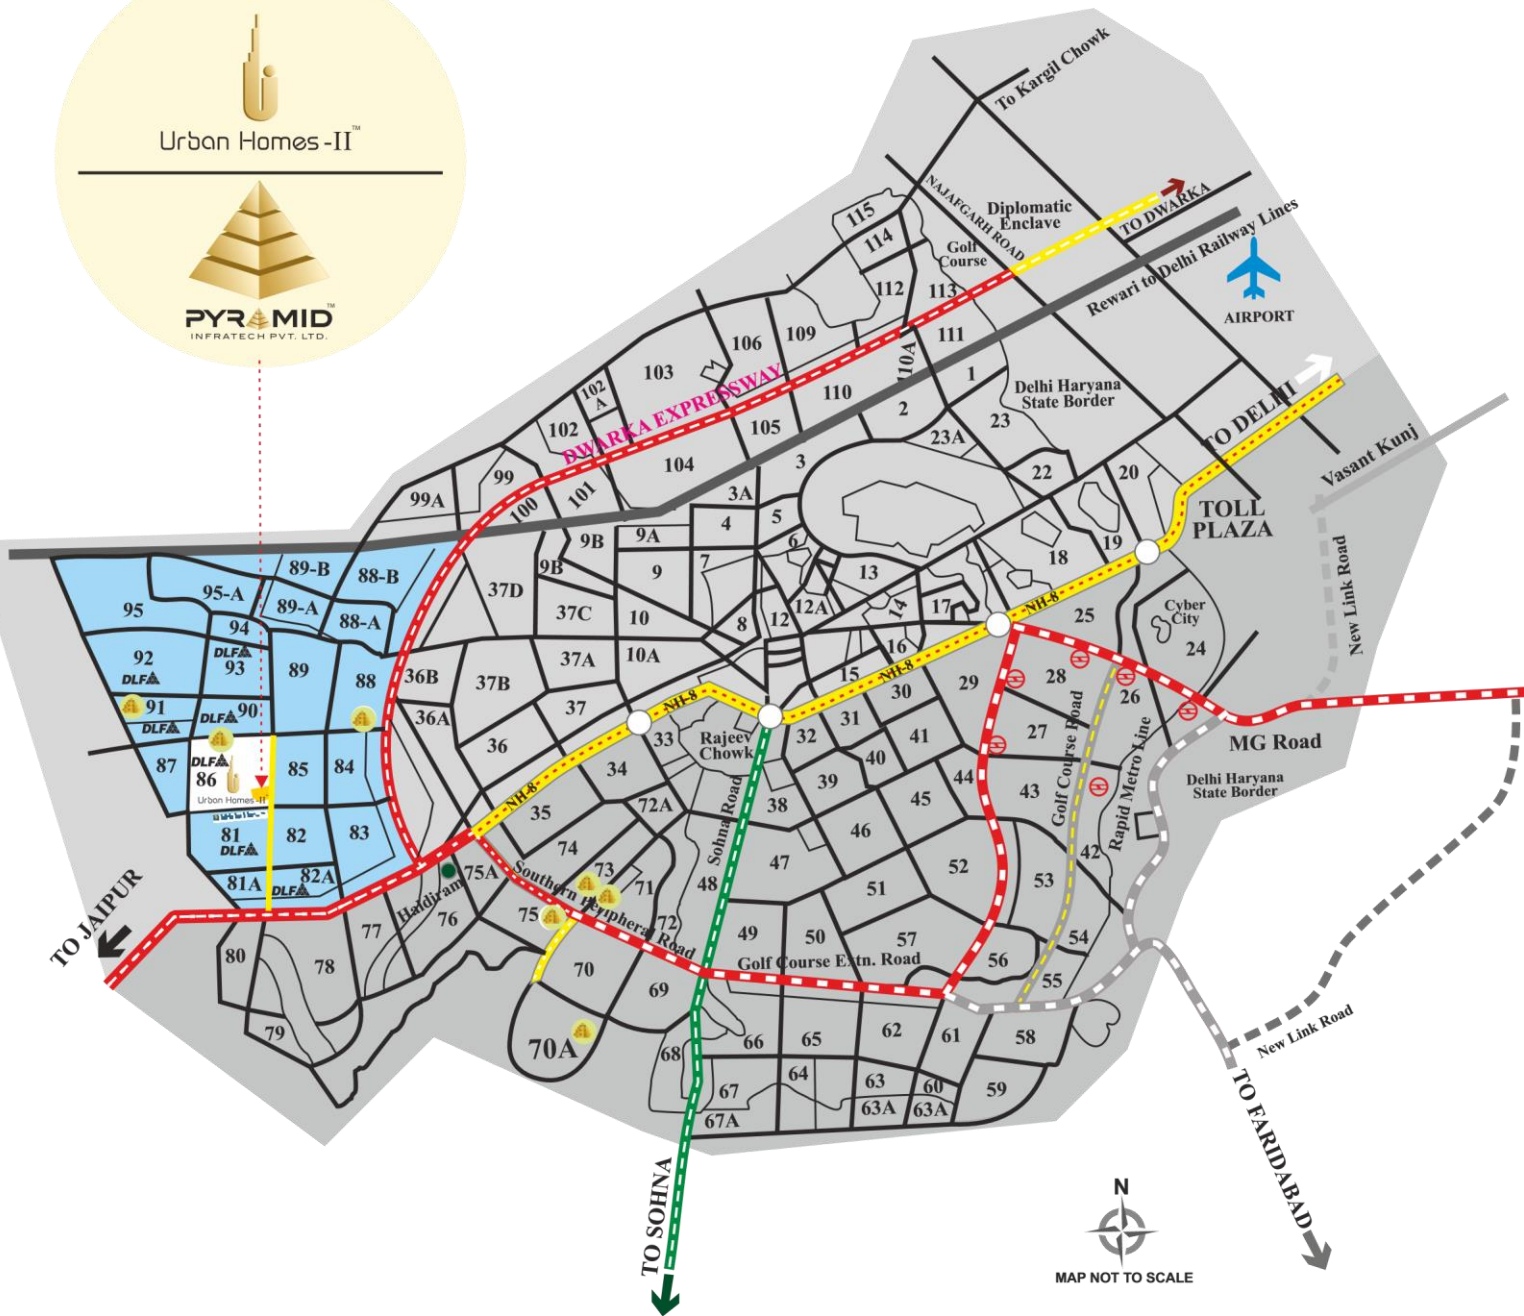 Urban Homes -II™
PYRAMID™
INFRATECH PVT. LTD.
To Kargil Chowk
NAJAFGARH ROAD
Diplomatic
Enclave
TO DWARKA
Rewari to Delhi Railway Lines
Golf
Course
AIRPORT
115
114
112
113
111
109
106
103
102
A
102
DWARKA EXPRESSWAY
110A
110
105
104
101
100
99
99A
1
2
3
3A
23
23A
22
Delhi Haryana
State Border
TO DELHI
Vasant Kunj
TOLL
PLAZA
20
19
18
4
5
6
7
9A
9B
9B
9
8
10
10A
12
12A
13
14
15
16
17
NH-8
25
Cyber
City
24
New Link Road
37D
37C
37A
37B
37
36B
36A
36
35
34
33
Rajeev
Chowk
NH-8
NH-8
NH-8
32
31
30
29
28
27
26
Golf Course Road
Rapid Metro Line
MG Road
Delhi Haryana
State Border
89-B
88-B
95-A
89-A
88-A
95
94
DLF
93
92
DLF
89
88
91
DLF
DLF
90
87
DLF
86
Urban Homes -II
85
84
81
DLF
82
83
81A
82A
DLF
TO JAIPUR
Haldiram
75A
76
77
78
79
80
74
73
72A
71
72
75
Southern Peripheral Road
70
70A
69
68
Sohna Road
38
39
40
41
42
43
44
45
46
47
48
49
50
51
52
53
54
55
56
57
Golf Course Extn. Road
58
59
60
61
62
63
63A
63A
64
65
66
67
67A
New Link Road
TO FARIDABAD
TO SOHNA
N
MAP NOT TO SCALE